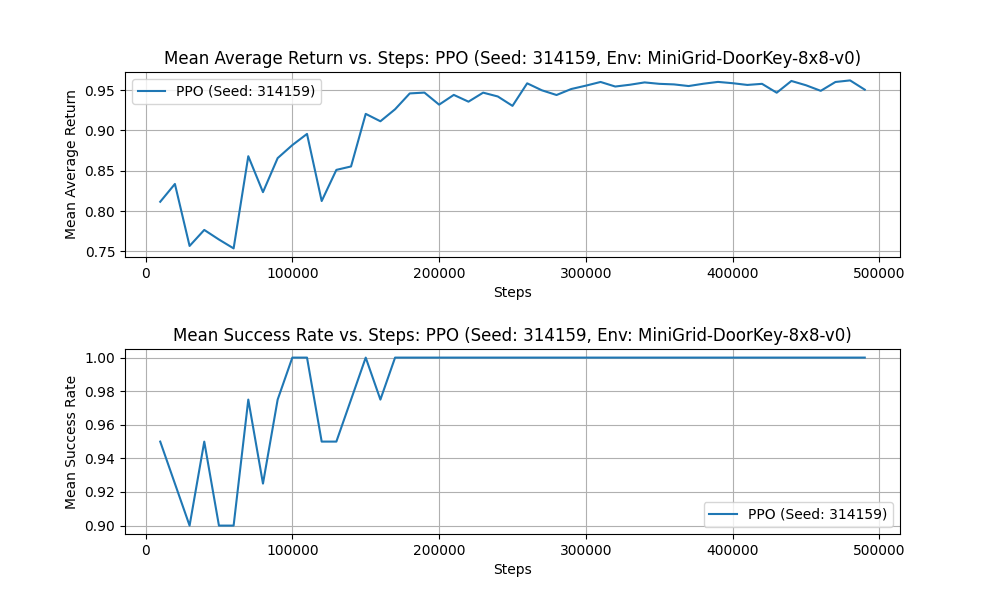 Mean Average Return vs. Steps: PPO (Seed: 314159, Env: MiniGrid-DoorKey-8x8-v0)
PPO (Seed: 314159)
Mean Average Return
0.95
0.90
0.85
0.80
0.75
0 100000 200000 300000 400000 500000
Steps
Mean Success Rate vs. Steps: PPO (Seed: 314159, Env: MiniGrid-DoorKey-8x8-v0)
Mean Success Rate
1.00
0.98
0.96
0.94
0.92
0.90
PPO (Seed: 314159)
0 100000 200000 300000 400000 500000
Steps